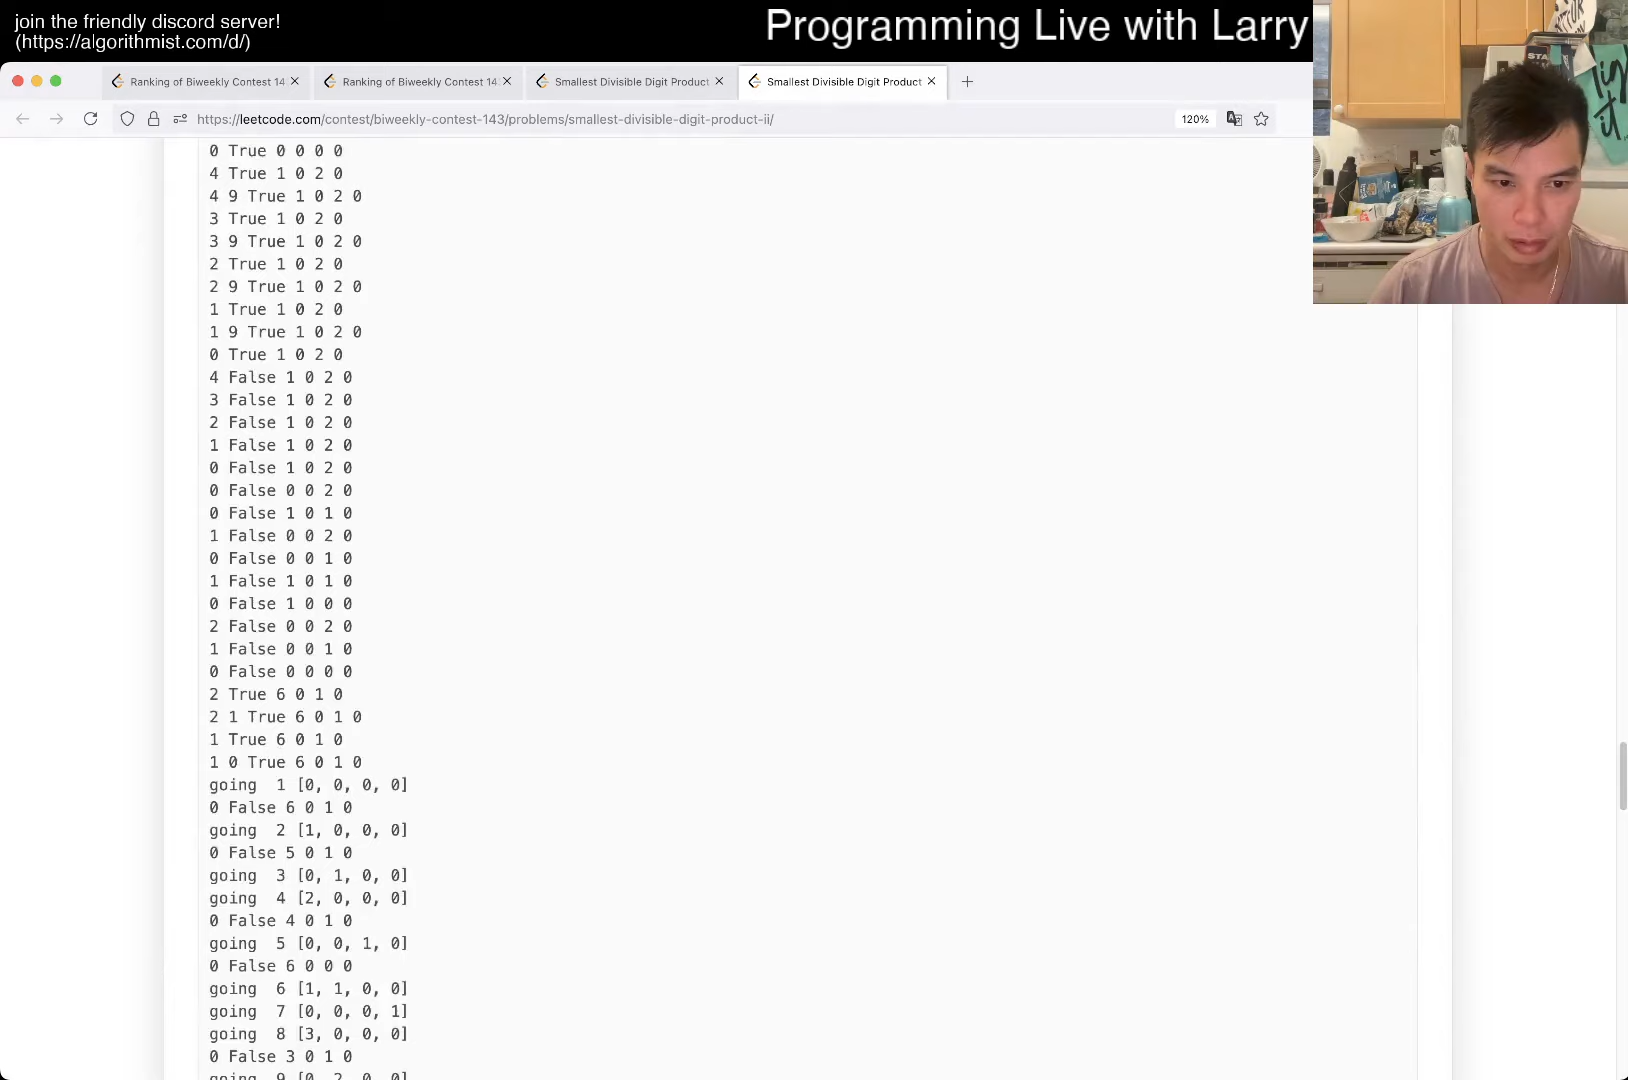 join the friendly discord server!
(https://algorithmist.com/d/)
Programming Live with Larry
Ranking of Biweekly Contest 14
Ranking of Biweekly Contest 14
Smallest Divisible Digit Product
Smallest Divisible Digit Product
https://leetcode.com/contest/biweekly-contest-143/problems/smallest-divisible-digit-product-ii/
120%
0 True 0 0 0 0
4 True 1 0 2 0
4 9 True 1 0 2 0
3 True 1 0 2 0
3 9 True 1 0 2 0
2 True 1 0 2 0
2 9 True 1 0 2 0
1 True 1 0 2 0
1 9 True 1 0 2 0
0 True 1 0 2 0
4 False 1 0 2 0
3 False 1 0 2 0
2 False 1 0 2 0
1 False 1 0 2 0
0 False 1 0 2 0
0 False 0 0 2 0
0 False 1 0 1 0
1 False 0 0 2 0
0 False 0 0 1 0
1 False 1 0 1 0
0 False 1 0 0 0
2 False 0 0 2 0
1 False 0 0 1 0
0 False 0 0 0 0
2 True 6 0 1 0
2 1 True 6 0 1 0
1 True 6 0 1 0
1 0 True 6 0 1 0
going  1 [0, 0, 0, 0]
0 False 6 0 1 0
going  2 [1, 0, 0, 0]
0 False 5 0 1 0
going  3 [0, 1, 0, 0]
going  4 [2, 0, 0, 0]
0 False 4 0 1 0
going  5 [0, 0, 1, 0]
0 False 6 0 0 0
going  6 [1, 1, 0, 0]
going  7 [0, 0, 0, 1]
going  8 [3, 0, 0, 0]
0 False 3 0 1 0
going  9 [0, 2, 0, 0]